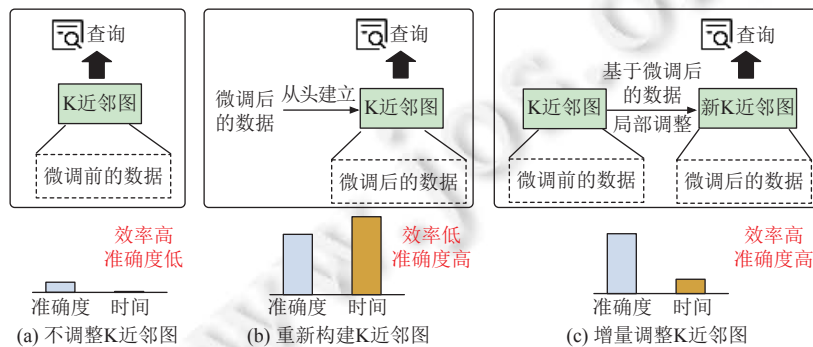 查询
K近邻图
微调前的数据
效率高
准确度低
准确度 时间
(a) 不调整K近邻图
查询
微调后
的数据
从头建立
K近邻图
微调后的数据
效率低
准确度高
准确度 时间
(b) 重新构建K近邻图
查询
K近邻图
基于微调后
的数据
局部调整
新K近邻图
微调前的数据
微调后的数据
效率高
准确度高
准确度 时间
(c) 增量调整K近邻图